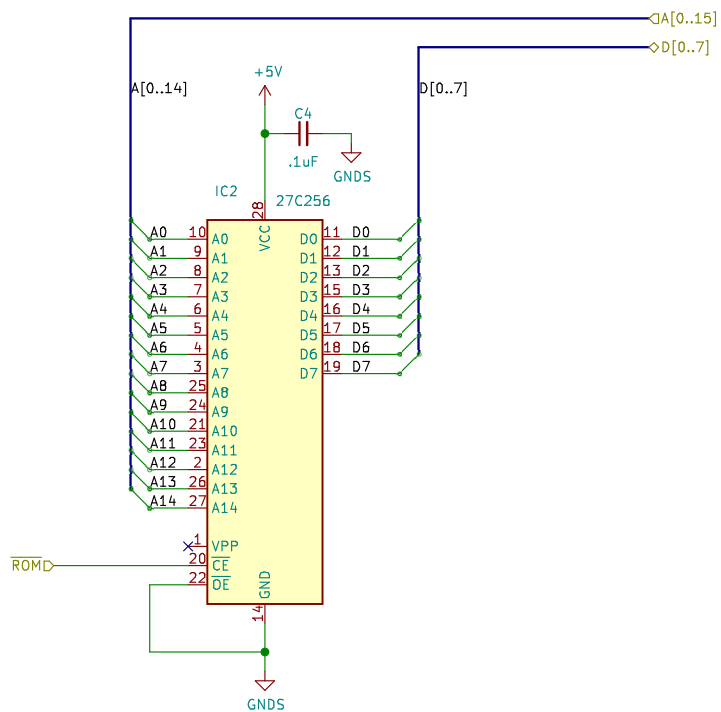 A[0..15]
D[0..7]
+5V
A[0..14]
D[0..7]
C4
.1uF
GNDS
IC2
27C256
28
VCC
A0 10 A0
D0 11 D0
A1 9 A1
D1 12 D1
A2 8 A2
D2 13 D2
A3 7 A3
D3 15 D3
A4 6 A4
D4 16 D4
A5 5 A5
D5 17 D5
A6 4 A6
D6 18 D6
A7 3 A7
D7 19 D7
A8 25 A8
A9 24 A9
A10 21 A10
A11 23 A11
A12 2 A12
A13 26 A13
A14 27 A14
1 VPP
ROM
20 CE
22 OE
GND
14
GNDS